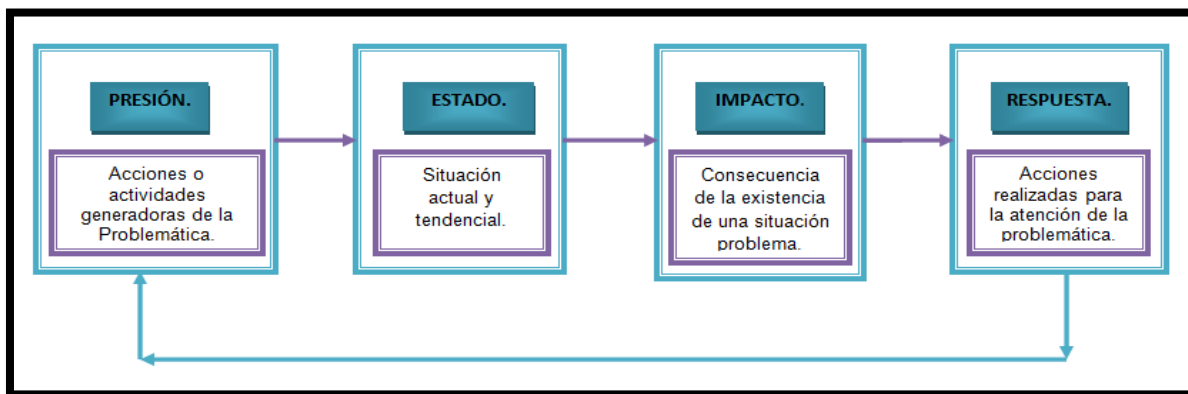 PRESIÓN.
Acciones o
actividades
generadoras de la
Problemática.
ESTADO.
Situación
actual y
tendencial.
IMPACTO.
Consecuencia
de la existencia
de una situación
problema.
RESPUESTA.
Acciones
realizadas para
la atención de la
problemática.